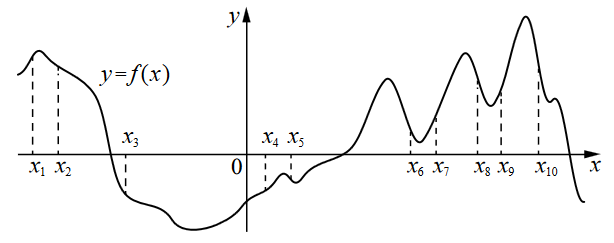 y
y=f(x)
x₃ x₄ x₅
x₁ x₂ 0 x₆ x₇ x₈ x₉ x₁₀ x